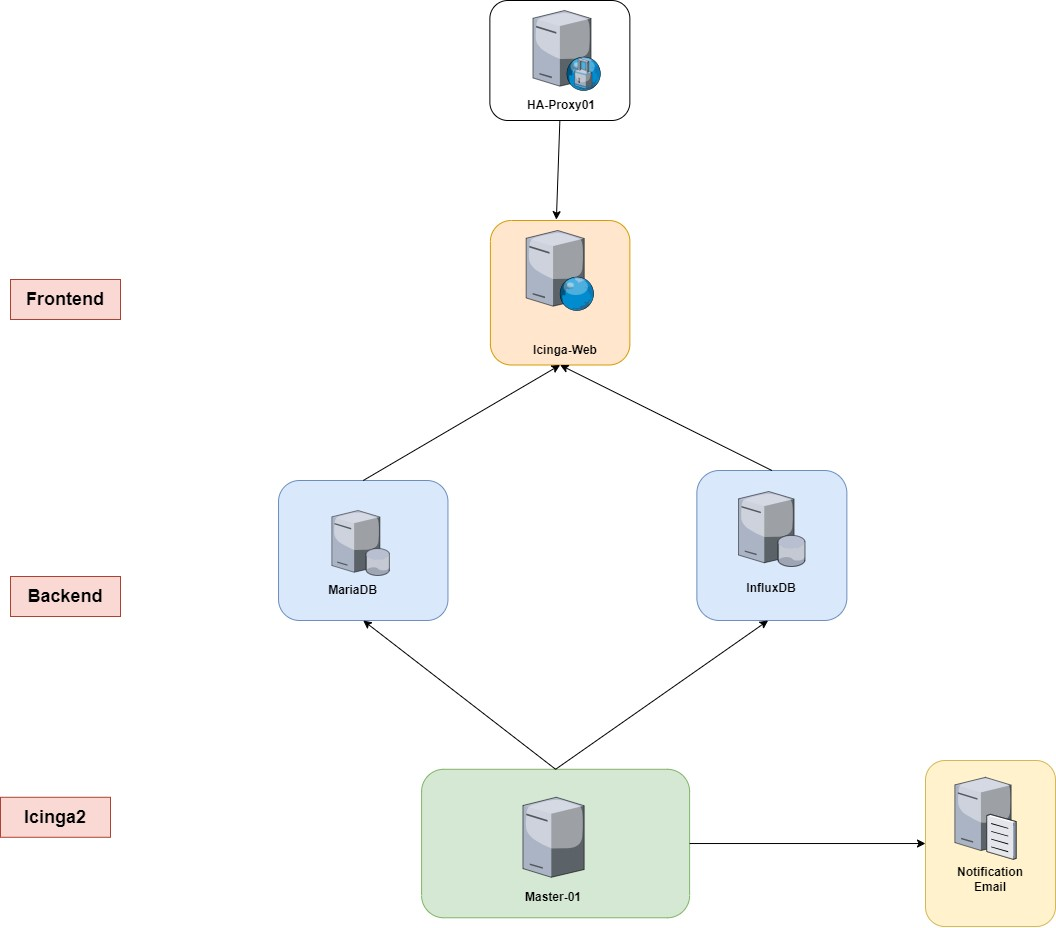 HA-Proxy01
Frontend
Icinga-Web
Backend
MariaDB
InfluxDB
Icinga2
Master-01
Notification
Email